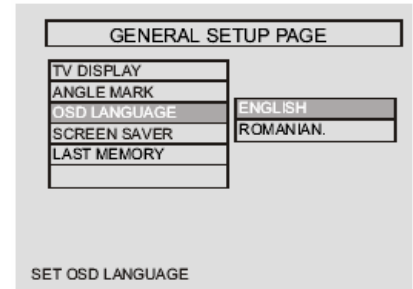 GENERAL SETUP PAGE
TV DISPLAY
ANGLE MARK
OSD LANGUAGE
ENGLISH
SCREEN SAVER
ROMANIAN.
LAST MEMORY
SET OSD LANGUAGE